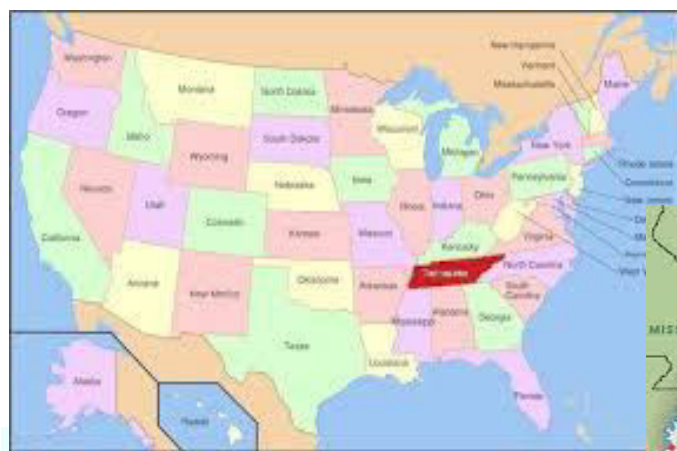 New Hampshire
Vermont
Massachusetts
Washington
Montana
North Dakota
Minnesota
Maine
Oregon
Idaho
Wyoming
South Dakota
Wisconsin
Michigan
New York
Rhode Island
Connecticut
New Jersey
Nevada
Utah
Colorado
Nebraska
Iowa
Illinois
Indiana
Ohio
Pennsylvania
California
Kansas
Missouri
Kentucky
Virginia
West V
Arizona
New Mexico
Oklahoma
Arkansas
Tennessee
North Carolina
South
Carolina
Texas
Louisiana
Mississippi
Alabama
Georgia
Florida
Alaska
Hawaii
MISS